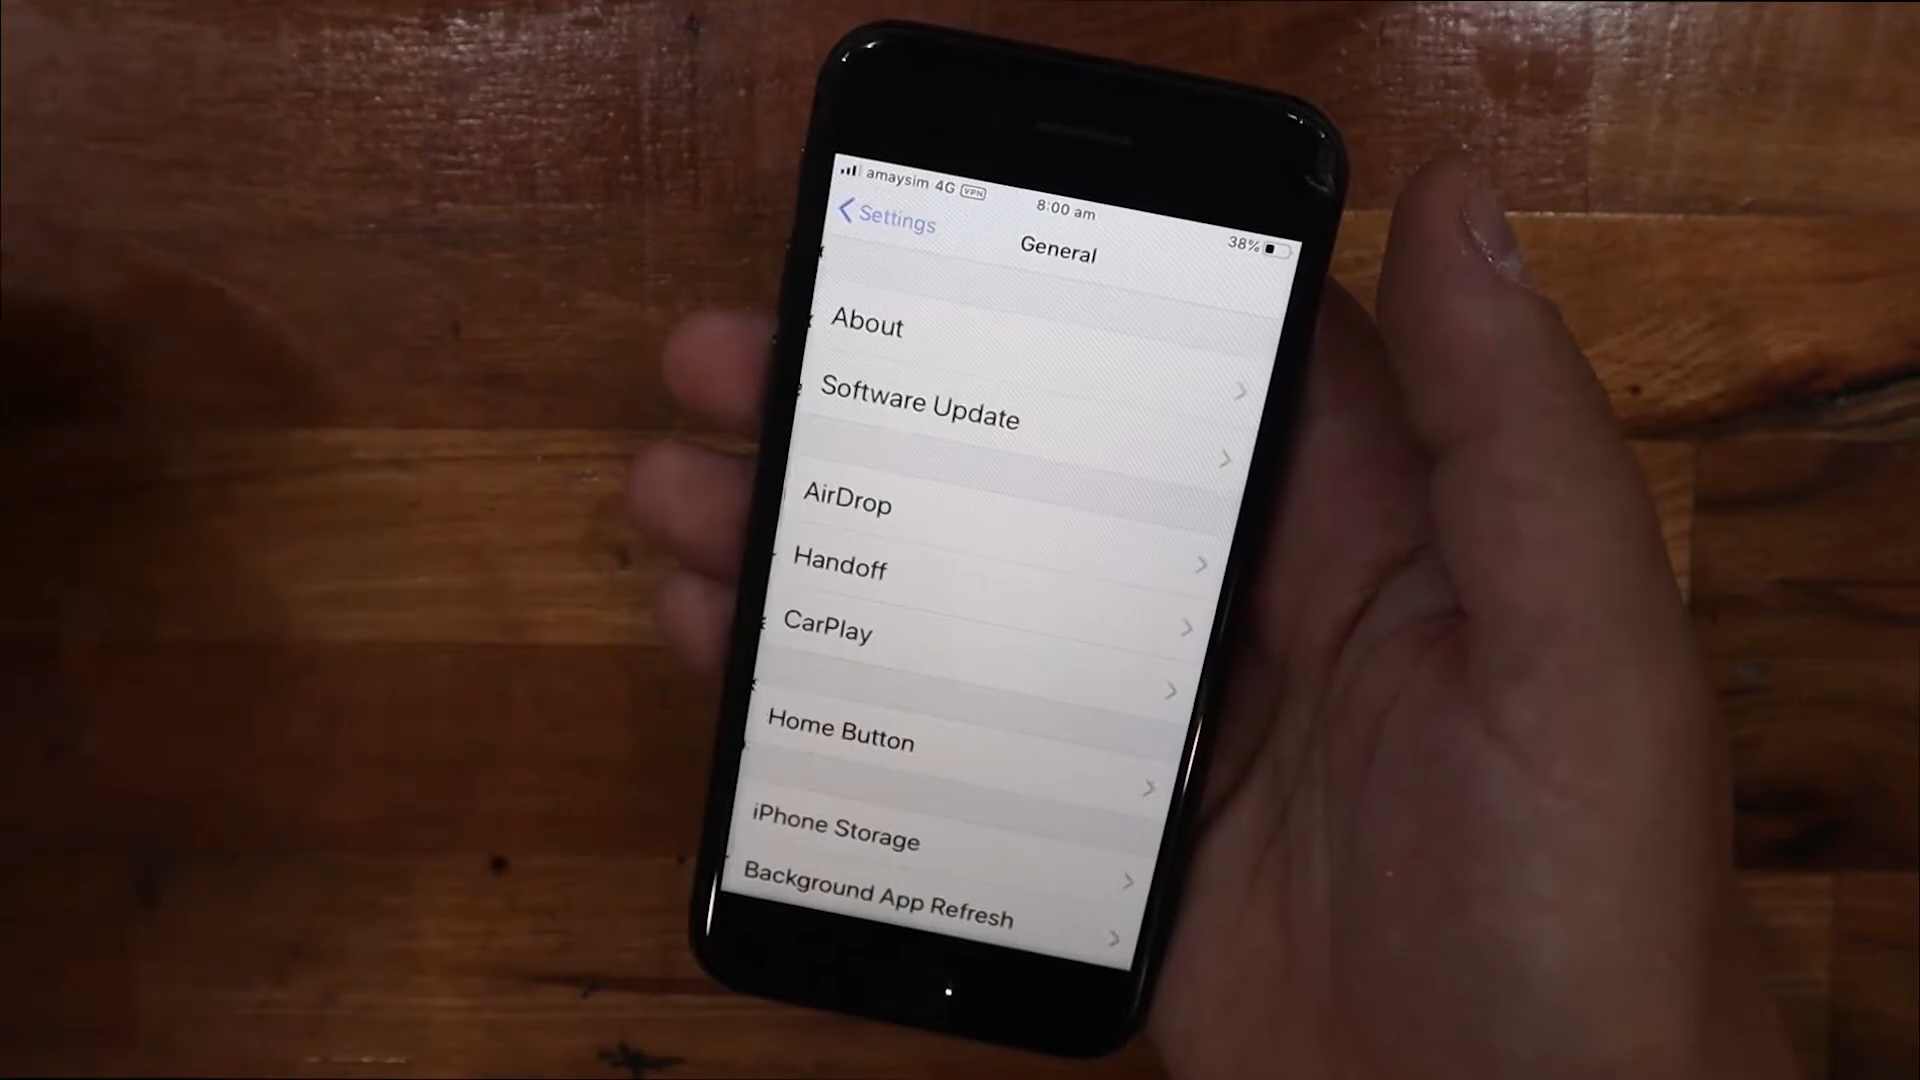 amaysim 4G VPN 8:00 am 38%
Settings
General
About
Software Update
AirDrop
Handoff
CarPlay
Home Button
iPhone Storage
Background App Refresh